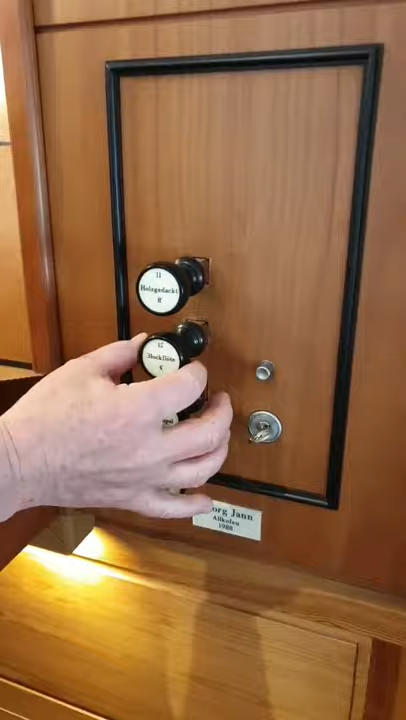 11
Holzgedackt
8'
12
Blockflöte
4'
org Jann
Allkofen
1988